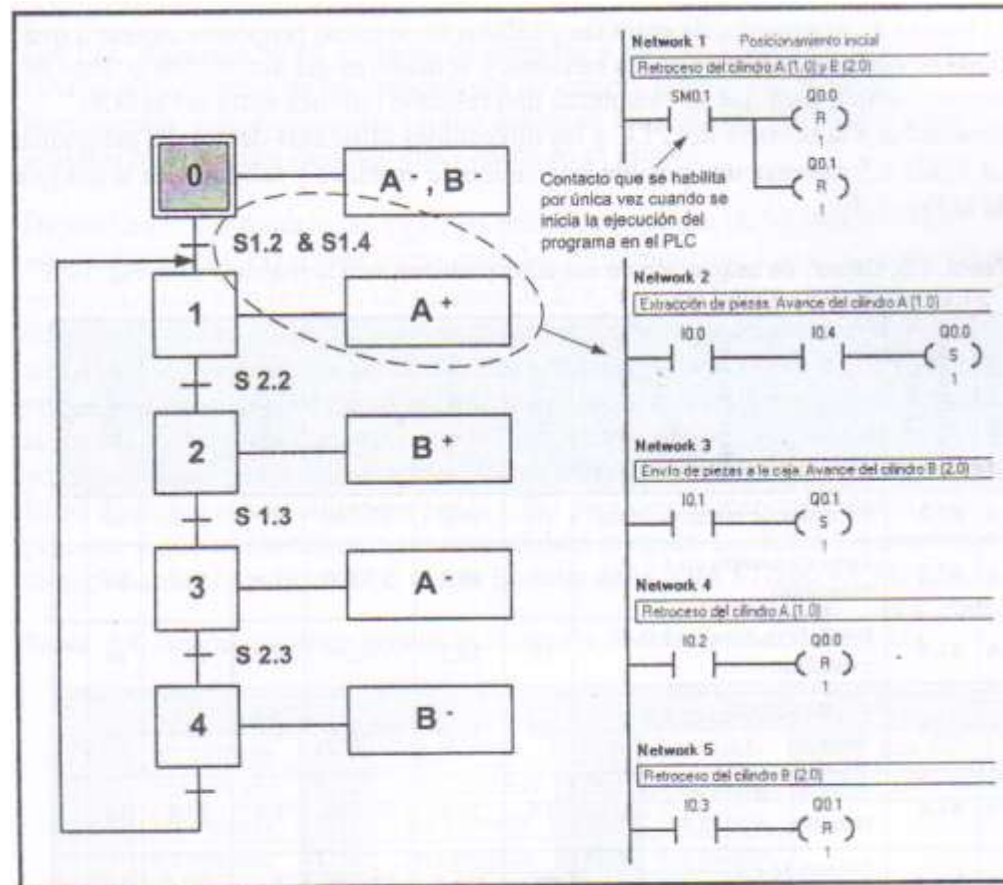 0
A⁻, B⁻
S1.2 & S1.4
1
A⁺
S 2.2
2
B⁺
S 1.3
3
A
S 2.3
4
B⁻
Network 1 Posicionamiento inicial
Retroceso del cilindro A (1.0) y B (2.0)
SM0.1 Q0.0
R
1
Q0.1
R
1
Contacto que se habilita
por única vez cuando se
inicia la ejecución del
programa en el PLC
Network 2
Extracción de piezas. Avance del cilindro A (1.0)
I0.0 I0.4 Q0.0
S
1
Network 3
Envío de piezas a la caja. Avance del cilindro B (2.0)
I0.1 Q0.1
S
1
Network 4
Retroceso del cilindro A (1.0)
I0.2 Q0.0
R
1
Network 5
Retroceso del cilindro B (2.0)
I0.3 Q0.1
R
1